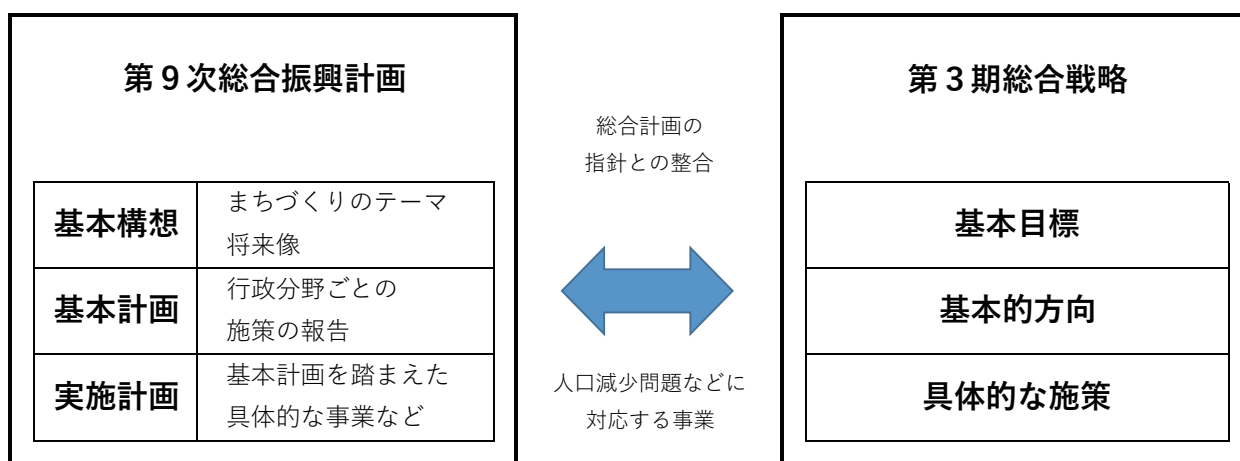 第９次総合振興計画
基本構想
まちづくりのテーマ
将来像
基本計画
行政分野ごとの
施策の報告
実施計画
基本計画を踏まえた
具体的な事業など
総合計画の
指針との整合
人口減少問題などに
対応する事業
第３期総合戦略
基本目標
基本的方向
具体的な施策